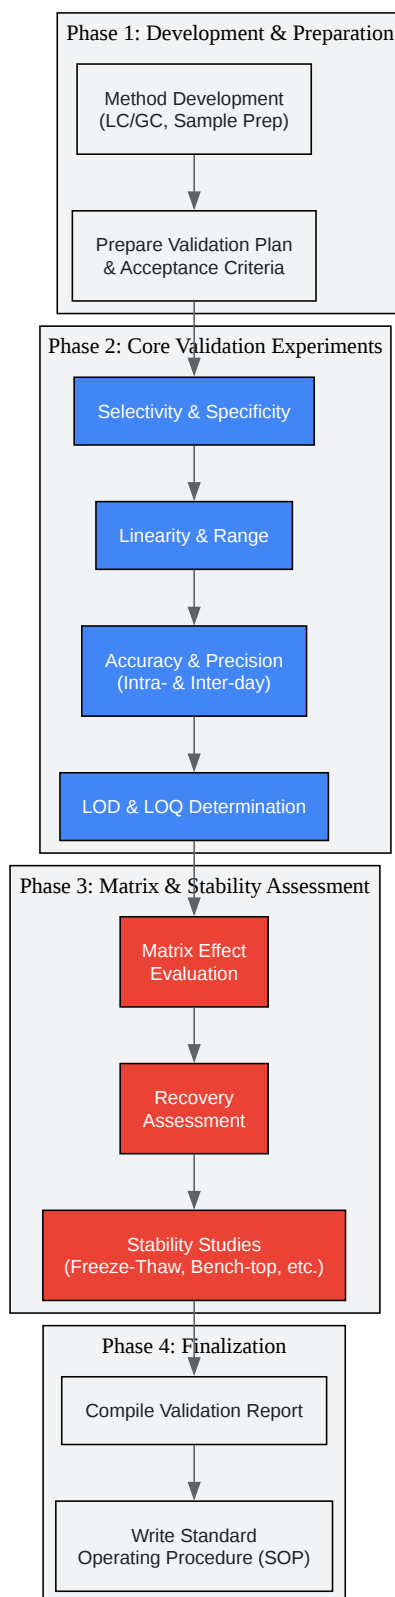 Phase 1: Development & Preparation
Method Development
(LC/GC, Sample Prep)
Prepare Validation Plan
& Acceptance Criteria
Phase 2: Core Validation Experiments
Selectivity & Specificity
Linearity & Range
Accuracy & Precision
(Intra- & Inter-day)
LOD & LOQ Determination
Phase 3: Matrix & Stability Assessment
Matrix Effect
Evaluation
Recovery
Assessment
Stability Studies
(Freeze-Thaw, Bench-top, etc.)
Phase 4: Finalization
Compile Validation Report
Write Standard
Operating Procedure (SOP)